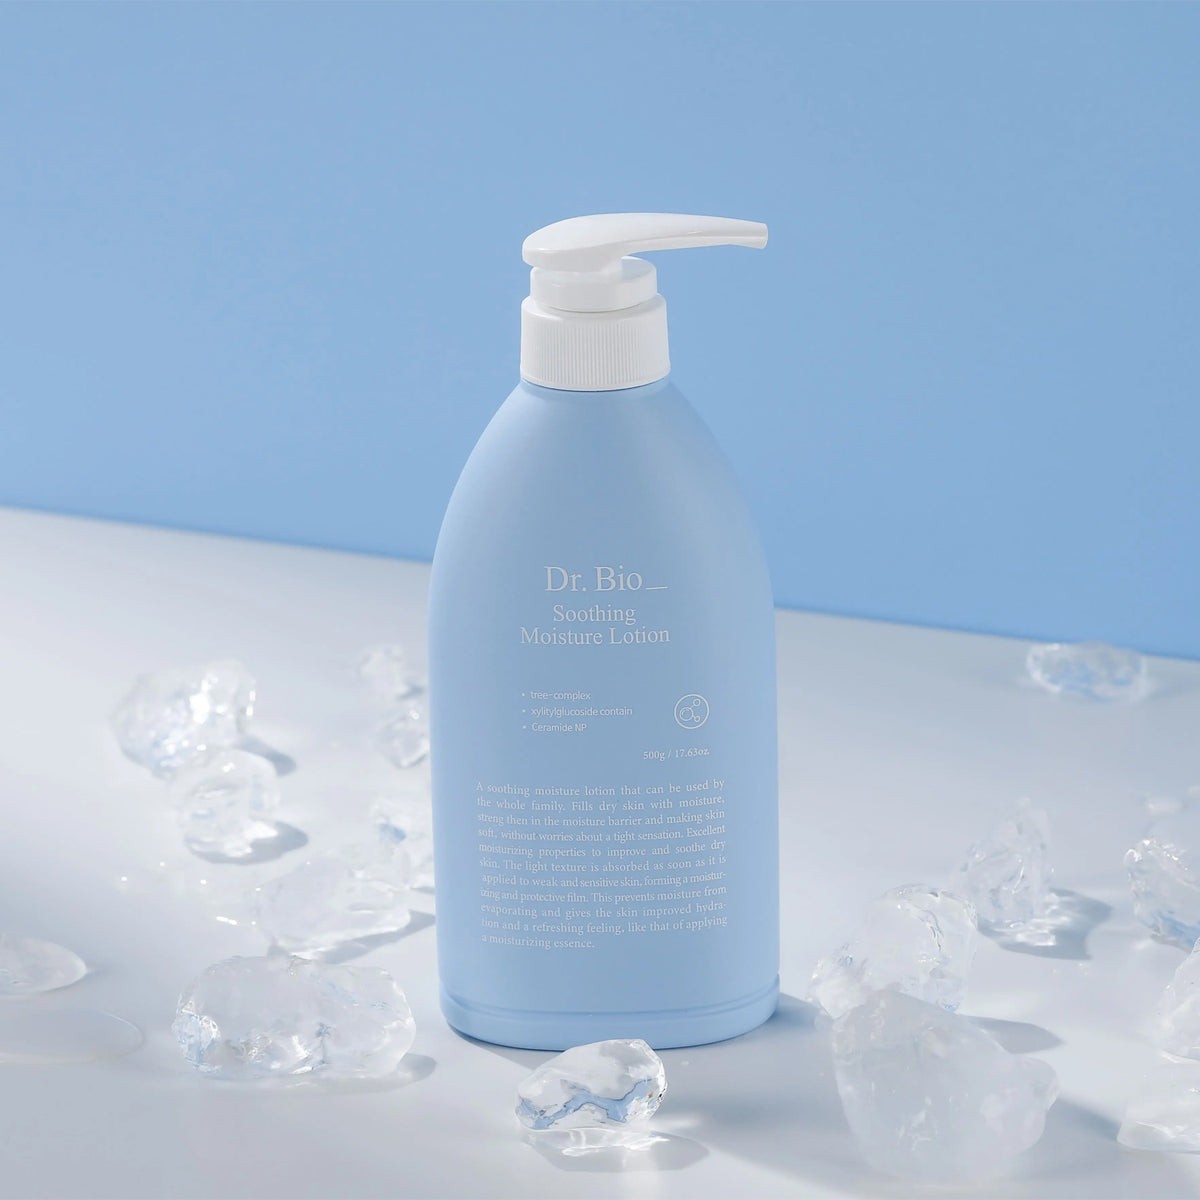 Dr. Bio_
Soothing
Moisture Lotion
• tree-complex
• xylitylglucoside contain
• Ceramide NP
500g / 17.63oz.
A soothing moisture lotion that can be used by
the whole family. Fills dry skin with moisture,
streng then in the moisture barrier and making skin
soft, without worries about a tight sensation. Excellent
moisturizing properties to improve and soothe dry
skin. The light texture is absorbed as soon as it is
applied to weak and sensitive skin, forming a moistur-
izing and protective film. This prevents moisture from
evaporating and gives the skin improved hydra-
tion and a refreshing feeling, like that of applying
a moisturizing essence.